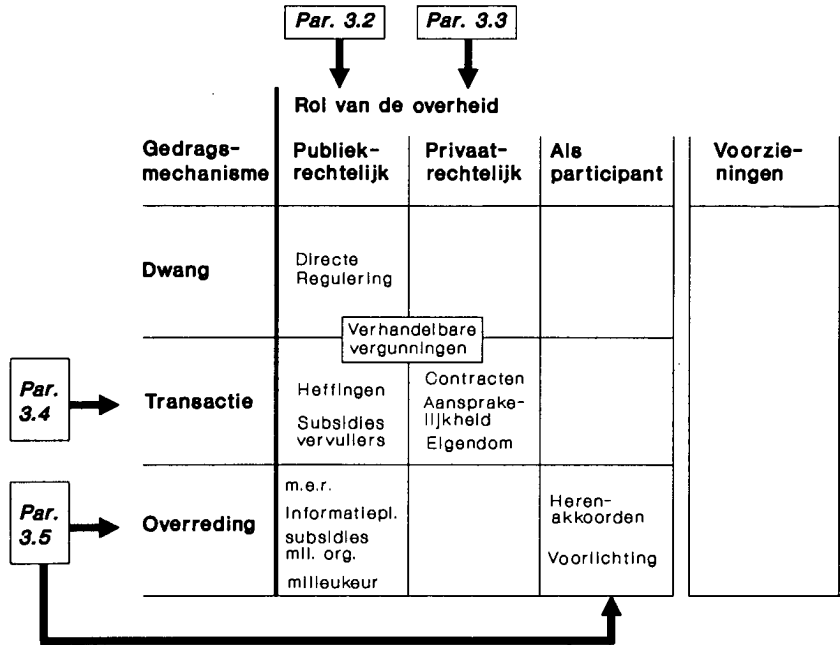 Par. 3.2
Par. 3.3
Rol van de overheid
Gedrags-
mechanisme
Publiek-
rechtelijk
Privaat-
rechtelijk
Als
participant
Voorzie-
ningen
Dwang
Directe
Regulering
Verhandelbare
vergunningen
Par.
3.4
Transactie
Heffingen
Subsidies
vervuilers
Contracten
Aansprake-
lijkheid
Eigendom
Par.
3.5
Overreding
m.e.r.
Informatiepl.
subsidies
mil. org.
milieukeur
Heren-
akkoorden
Voorlichting